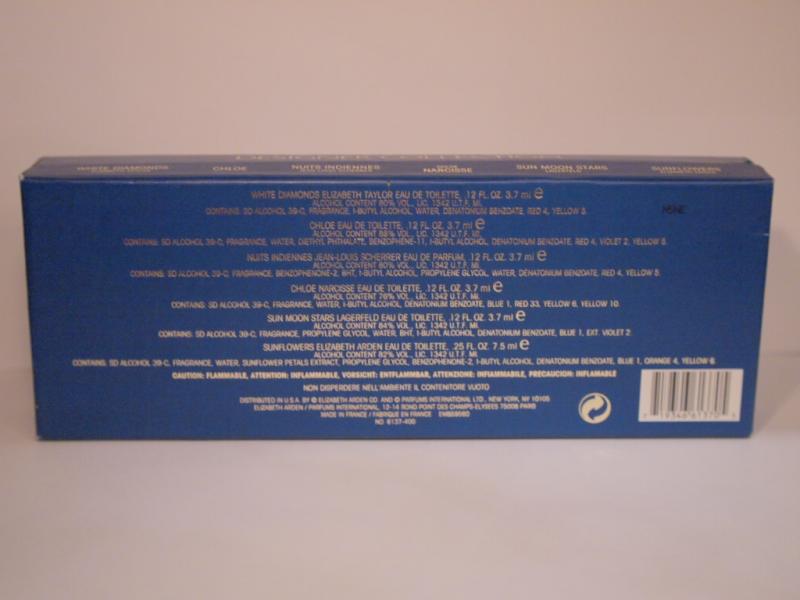 DESIGNER COLLECTION
WHITE DIAMONDS
CHLOE
NUITS INDIENNES
NARCISSE
SUN MOON STARS
SUNFLOWERS
WHITE DIAMONDS ELIZABETH TAYLOR EAU DE TOILETTE, .12 FL. OZ. 3.7 ml e
ALCOHOL CONTENT 80% VOL., LIC. 1342 U.T.F. MI.
CONTAINS: SD ALCOHOL 39-C, FRAGRANCE, t-BUTYL ALCOHOL, WATER, DENATONIUM BENZOATE, RED 4, YELLOW 5.
CHLOE EAU DE TOILETTE, .12 FL. OZ. 3.7 ml e
ALCOHOL CONTENT 88% VOL., LIC. 1342 U.T.F. MI.
CONTAINS: SD ALCOHOL 39-C, FRAGRANCE, WATER, DIETHYL PHTHALATE, BENZOPHENE-11, t-BUTYL ALCOHOL, DENATONIUM BENZOATE, RED 4, VIOLET 2, YELLOW 5.
NUITS INDIENNES JEAN-LOUIS SCHERRER EAU DE PARFUM, .12 FL. OZ. 3.7 ml e
ALCOHOL CONTENT 80% VOL., LIC. 1342 U.T.F. MI.
CONTAINS: SD ALCOHOL 39-C, FRAGRANCE, BENZOPHENONE-2, BHT, t-BUTYL ALCOHOL, PROPYLENE GLYCOL, WATER, DENATONIUM BENZOATE, RED 4, YELLOW 5.
CHLOE NARCISSE EAU DE TOILETTE, .12 FL. OZ. 3.7 ml e
ALCOHOL CONTENT 76% VOL., LIC. 1342 U.T.F. MI.
CONTAINS: SD ALCOHOL 39-C, FRAGRANCE, WATER, t-BUTYL ALCOHOL, DENATONIUM BENZOATE, BLUE 1, RED 33, YELLOW 6, YELLOW 10.
SUN MOON STARS LAGERFELD EAU DE TOILETTE, .12 FL. OZ. 3.7 ml e
ALCOHOL CONTENT 84% VOL., LIC. 1342 U.T.F. MI.
CONTAINS: SD ALCOHOL 39-C, FRAGRANCE, PROPYLENE GLYCOL, WATER, BHT, t-BUTYL ALCOHOL, DENATONIUM BENZOATE, BLUE 1, EXT. VIOLET 2.
SUNFLOWERS ELIZABETH ARDEN EAU DE TOILETTE, .25 FL. OZ. 7.5 ml e
ALCOHOL CONTENT 82% VOL., LIC. 1342 U.T.F. MI.
CONTAINS: SD ALCOHOL 39-C, FRAGRANCE, WATER, SUNFLOWER PETALS EXTRACT, PROPYLENE GLYCOL, BENZOPHENONE-2, t-BUTYL ALCOHOL, DENATONIUM BENZOATE, BLUE 1, ORANGE 4, YELLOW 6.
CAUTION: FLAMMABLE, ATTENTION: INFLAMMABLE, VORSICHT: ENTFLAMMBAR, ATTENZIONE: INFIAMMABILE, PRECAUCION: INFLAMABLE
NON DISPERDERE NELL'AMBIENTE IL CONTENITORE VUOTO
DISTRIBUTED IN U.S.A. BY © ELIZABETH ARDEN CO. AND © PARFUMS INTERNATIONAL LTD., NEW YORK, NY 10105
ELIZABETH ARDEN / PARFUMS INTERNATIONAL, 12-14 ROND POINT DES CHAMPS-ELYSEES 75008 PARIS
MADE IN FRANCE / FABRIQUE EN FRANCE
NO 6137-400